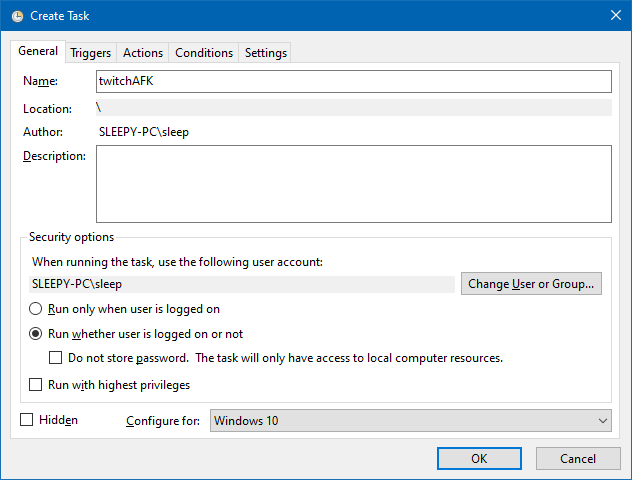 Create Task
General Triggers Actions Conditions Settings
Name: twitchAFK
Location: \
Author: SLEEPY-PC\sleep
Description:
Security options
When running the task, use the following user account:
SLEEPY-PC\sleep Change User or Group...
Run only when user is logged on
Run whether user is logged on or not
Do not store password. The task will only have access to local computer resources.
Run with highest privileges
Hidden Configure for: Windows 10
OK Cancel